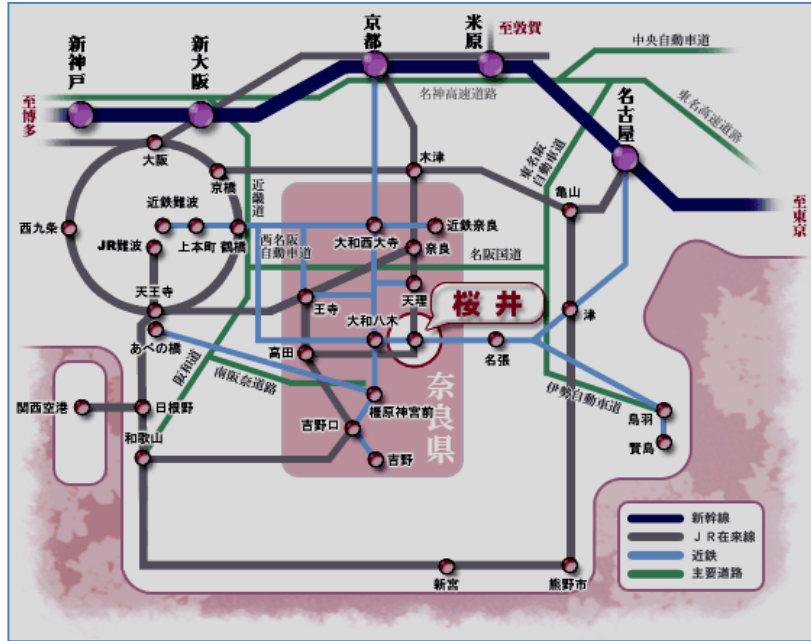 新神戸
新大阪
京都
米原
至敦賀
中央自動車道
至博多
名神高速道路
東名高速道路
名古屋
大阪
京橋
木津
東名阪
自動車道
亀山
至東京
近畿道
近鉄難波
西九条
上本町
鶴橋
JR難波
西名阪
自動車道
大和西大寺
近鉄奈良
奈良
名阪国道
天王寺
王寺
天理
桜井
津
大和八木
あべの橋
高田
名張
阪和道
南阪奈道路
奈良県
伊勢自動車道
関西空港
日根野
橿原神宮前
鳥羽
和歌山
吉野口
吉野
賢島
新宮
熊野市
新幹線
JR在来線
近鉄
主要道路